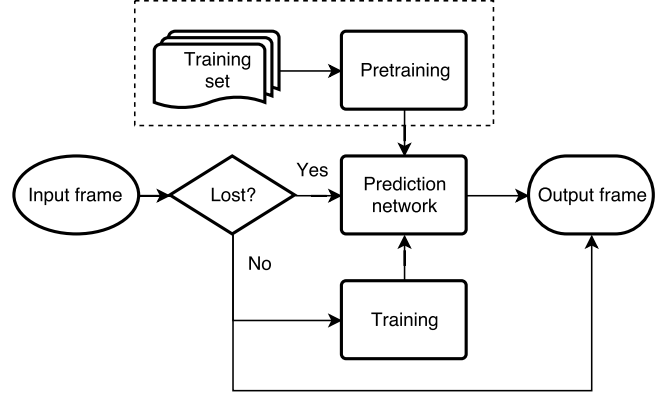 Training
set
Pretraining
Yes
Input frame
Lost?
Prediction
network
Output frame
No
Training